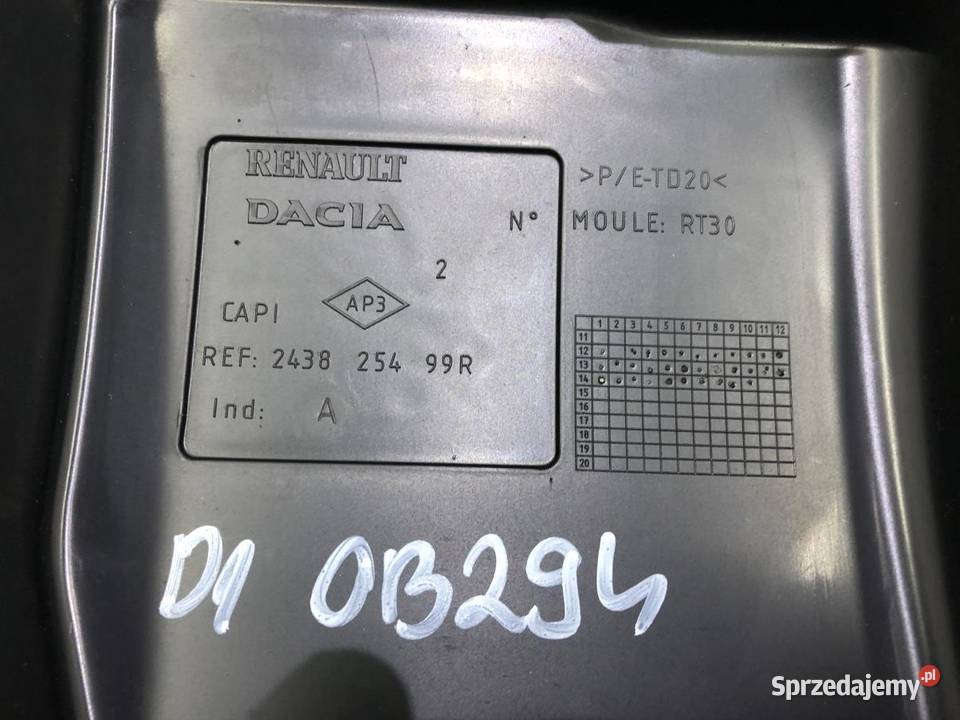 RENAULT
DACIA
N°
2
CAPI
AP3
REF: 2438 254 99R
Ind: A
>P/E-TD20<
MOULE: RT30
1 2 3 4 5 6 7 8 9 10 11 12
11
12
13
14
15
16
17
18
19
20
D1 OB294
Sprzedajemy.pl